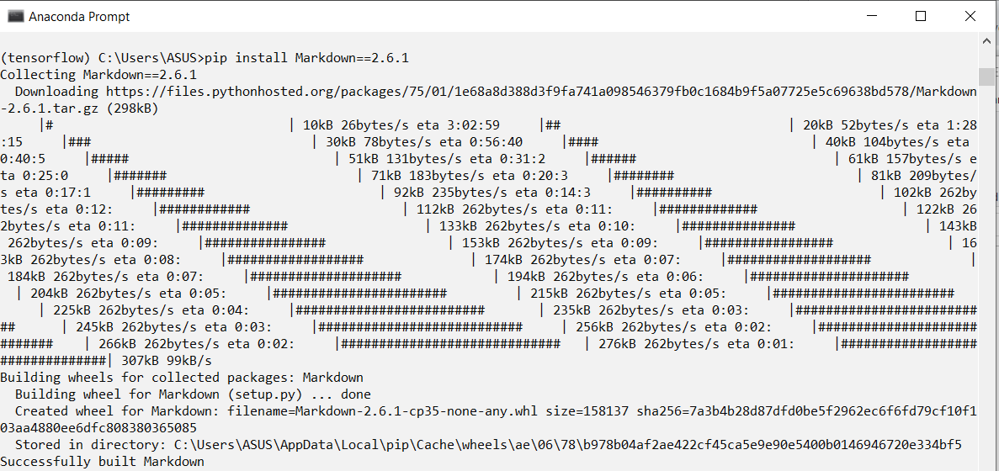 Anaconda Prompt
(tensorflow) C:\Users\ASUS>pip install Markdown==2.6.1
Collecting Markdown==2.6.1
  Downloading https://files.pythonhosted.org/packages/75/01/1e68a8d388d3f9fa741a098546379fb0c1684b9f5a07725e5c69638bd578/Markdown
-2.6.1.tar.gz (298kB)
     |#                               | 10kB 26bytes/s eta 3:02:59     |##                              | 20kB 52bytes/s eta 1:28
:15     |###                             | 30kB 78bytes/s eta 0:56:40     |####                            | 40kB 104bytes/s eta
0:40:5     |#####                           | 51kB 131bytes/s eta 0:31:2     |######                          | 61kB 157bytes/s e
ta 0:25:0     |#######                         | 71kB 183bytes/s eta 0:20:3     |########                        | 81kB 209bytes/
s eta 0:17:1     |#########                       | 92kB 235bytes/s eta 0:14:3     |##########                      | 102kB 262by
tes/s eta 0:12:     |############                    | 112kB 262bytes/s eta 0:11:     |#############                   | 122kB 26
2bytes/s eta 0:11:     |##############                  | 133kB 262bytes/s eta 0:10:     |###############                 | 143kB
 262bytes/s eta 0:09:     |################                | 153kB 262bytes/s eta 0:09:     |#################               | 16
3kB 262bytes/s eta 0:08:     |##################              | 174kB 262bytes/s eta 0:07:     |###################             |
 184kB 262bytes/s eta 0:07:     |####################            | 194kB 262bytes/s eta 0:06:     |#####################
  | 204kB 262bytes/s eta 0:05:     |#######################         | 215kB 262bytes/s eta 0:05:     |########################
     | 225kB 262bytes/s eta 0:04:     |#########################       | 235kB 262bytes/s eta 0:03:     |########################
##      | 245kB 262bytes/s eta 0:03:     |###########################     | 256kB 262bytes/s eta 0:02:     |#####################
#######    | 266kB 262bytes/s eta 0:02:     |#############################   | 276kB 262bytes/s eta 0:01:     |##################
##############| 307kB 99kB/s
Building wheels for collected packages: Markdown
  Building wheel for Markdown (setup.py) ... done
  Created wheel for Markdown: filename=Markdown-2.6.1-cp35-none-any.whl size=158137 sha256=7a3b4b28d87dfd0be5f2962ec6f6fd79cf10f1
03aa4880ee6dfc808380365085
  Stored in directory: C:\Users\ASUS\AppData\Local\pip\Cache\wheels\ae\06\78\b978b04af2ae422cf45ca5e9e90e5400b0146946720e334bf5
Successfully built Markdown